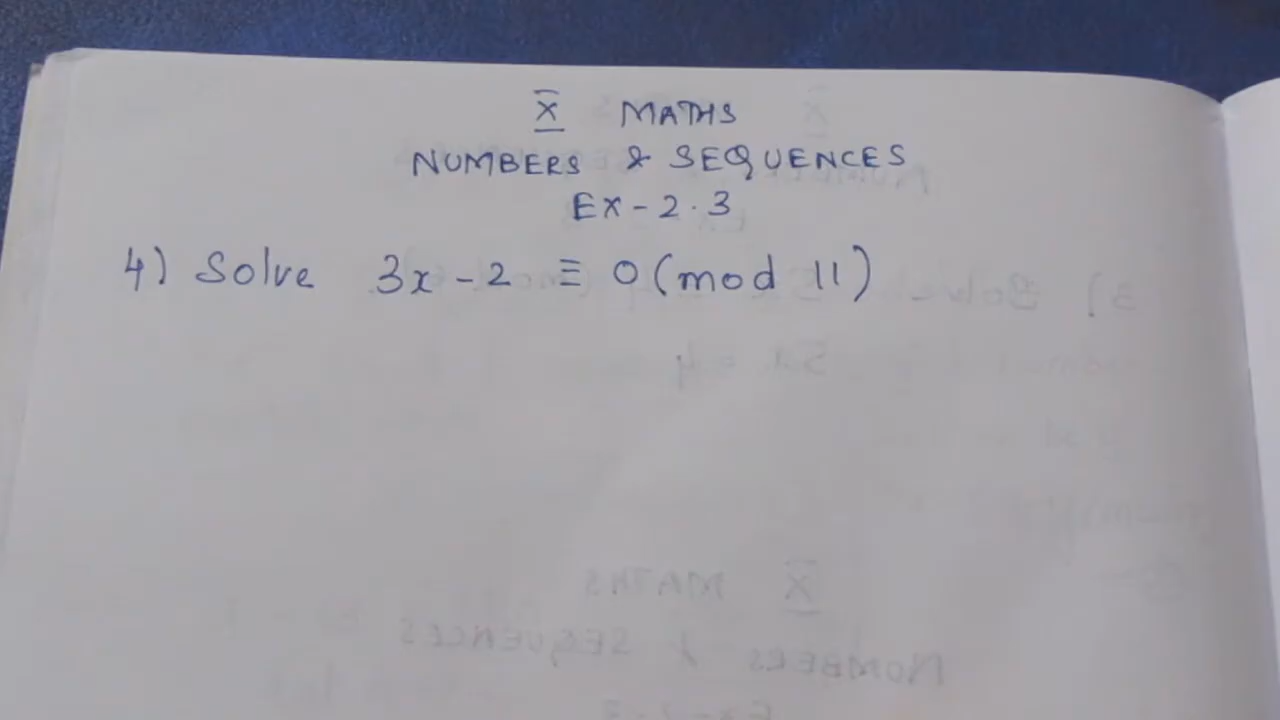 X MATHS
NUMBERS & SEQUENCES
EX-2.3
4) Solve 3x-2 ≡ 0(mod 11)